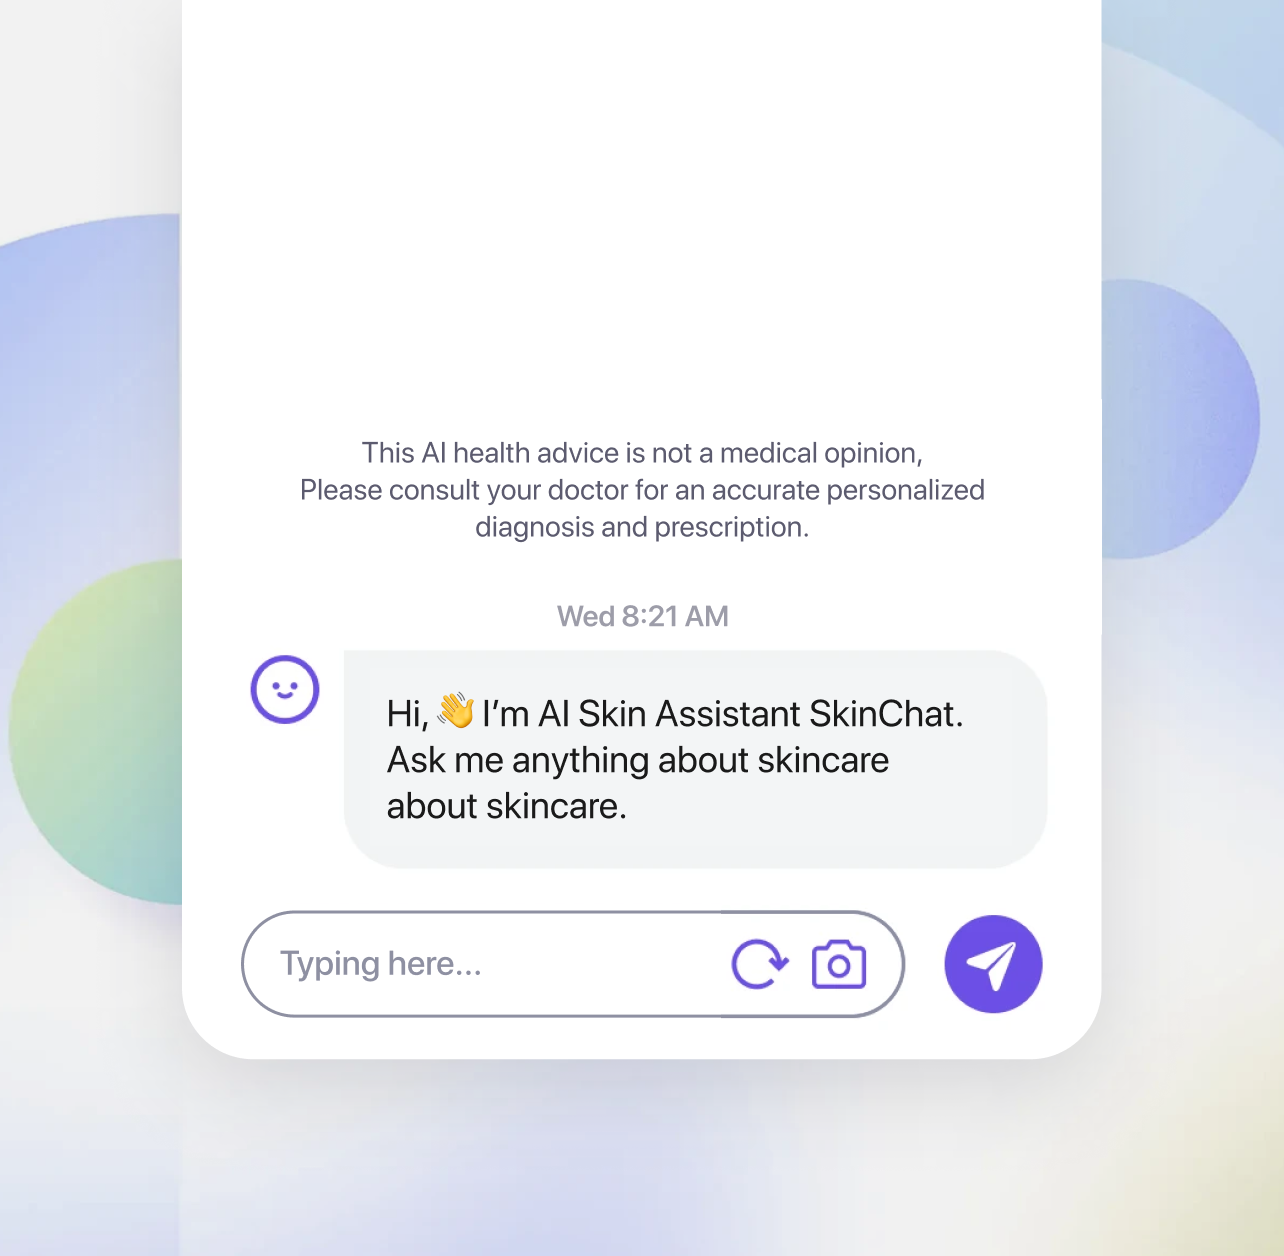 This AI health advice is not a medical opinion,
Please consult your doctor for an accurate personalized
diagnosis and prescription.
Wed 8:21 AM
Hi, 👋 I’m AI Skin Assistant SkinChat.
Ask me anything about skincare
about skincare.
Typing here...